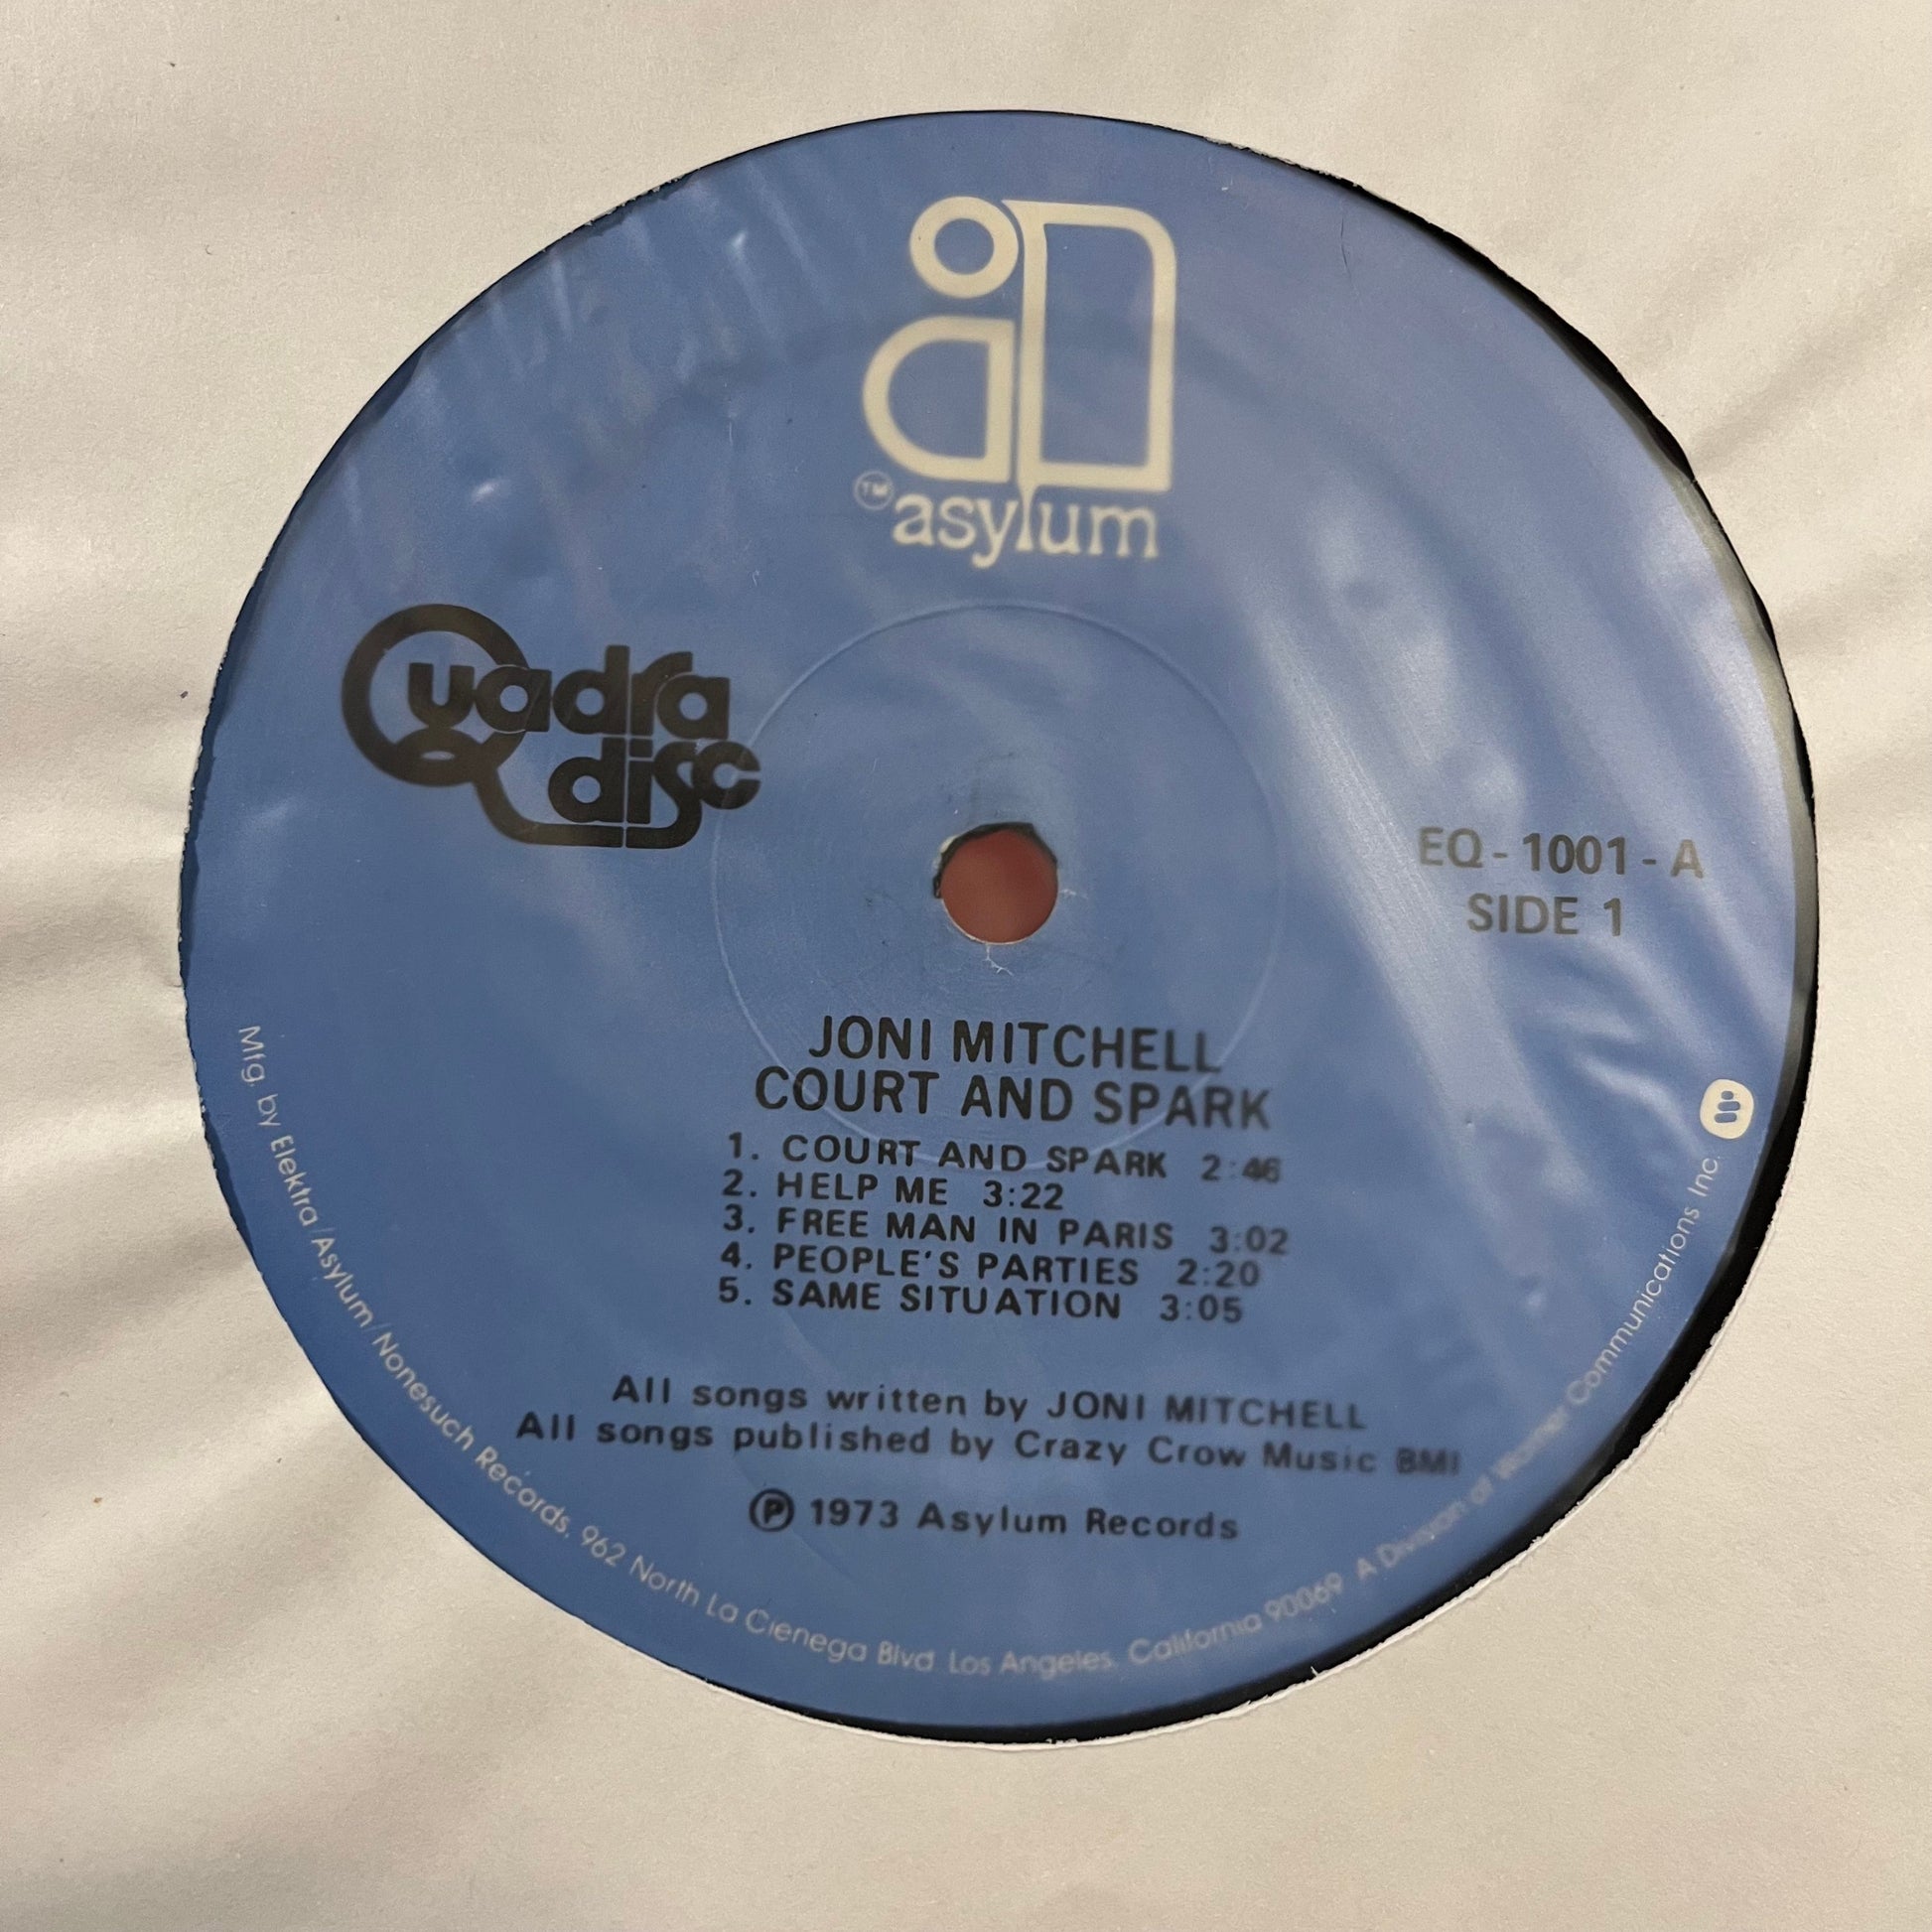 TM asylum
Quadra
disc
EQ-1001-A
SIDE 1
JONI MITCHELL
COURT AND SPARK
1. COURT AND SPARK 2:46
2. HELP ME 3:22
3. FREE MAN IN PARIS 3:02
4. PEOPLE'S PARTIES 2:20
5. SAME SITUATION 3:05
All songs written by JONI MITCHELL
All songs published by Crazy Crow Music BMI
Ⓟ 1973 Asylum Records
Mfg. by Elektra/Asylum/Nonesuch Records. 962 North La Cienega Blvd. Los Angeles. California 90069 A Division of Warner Communications Inc.